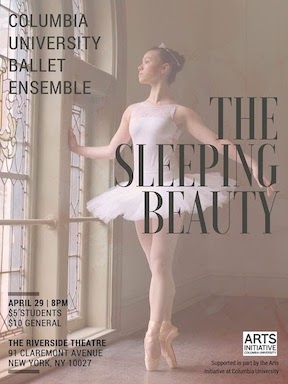 COLUMBIA
UNIVERSITY
BALLET
ENSEMBLE
THE
SLEEPING
BEAUTY
APRIL 29 | 8PM
$5 STUDENTS
$10 GENERAL
THE RIVERSIDE THEATRE
91 CLAREMONT AVENUE
NEW YORK, NY 10027
ARTS
INITIATIVE
COLUMBIA UNIVERSITY
Supported in part by the Arts
Initiative at Columbia University